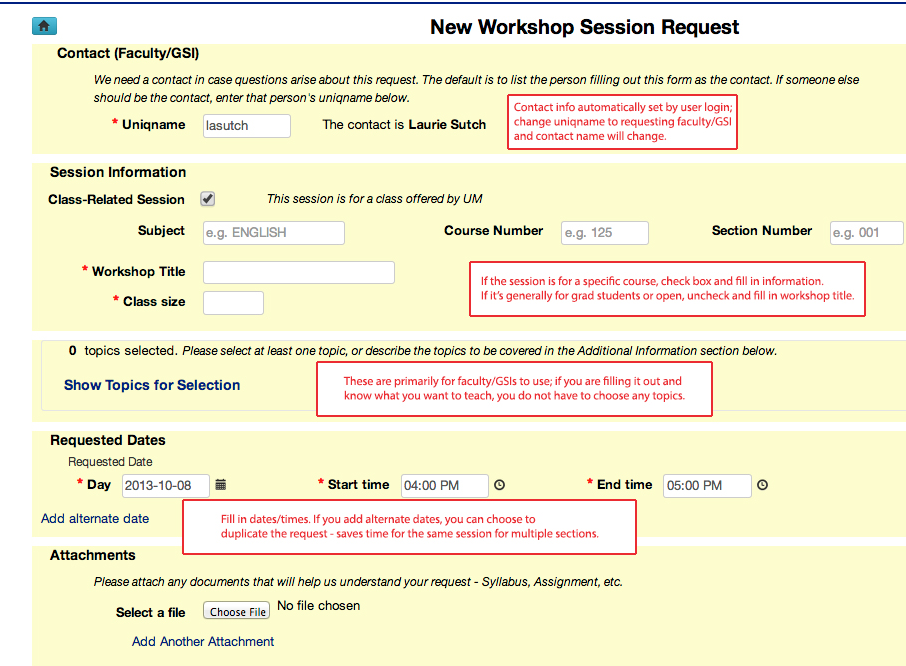 New Workshop Session Request
Contact (Faculty/GSI)
We need a contact in case questions arise about this request. The default is to list the person filling out this form as the contact. If someone else
should be the contact, enter that person's uniqname below.
* Uniqname lasutch The contact is Laurie Sutch
Contact info automatically set by user login;
change uniqname to requesting faculty/GSI
and contact name will change.
Session Information
Class-Related Session This session is for a class offered by UM
Subject e.g. ENGLISH Course Number e.g. 125 Section Number e.g. 001
* Workshop Title
* Class size
If the session is for a specific course, check box and fill in information.
If it's generally for grad students or open, uncheck and fill in workshop title.
0 topics selected. Please select at least one topic, or describe the topics to be covered in the Additional Information section below.
Show Topics for Selection
These are primarily for faculty/GSIs to use; if you are filling it out and
know what you want to teach, you do not have to choose any topics.
Requested Dates
Requested Date
* Day 2013-10-08 * Start time 04:00 PM * End time 05:00 PM
Add alternate date
Fill in dates/times. If you add alternate dates, you can choose to
duplicate the request - saves time for the same session for multiple sections.
Attachments
Please attach any documents that will help us understand your request - Syllabus, Assignment, etc.
Select a file Choose File No file chosen
Add Another Attachment